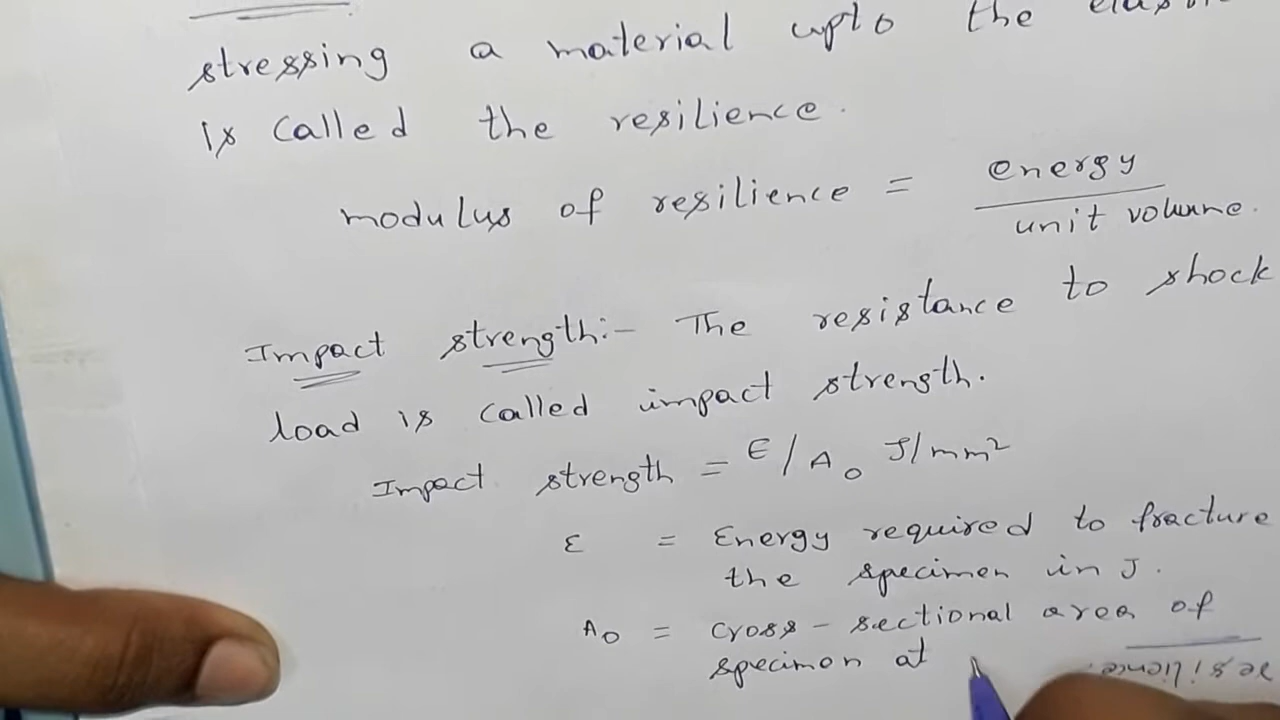 stressing a material upto the elastic
is called the resilience.
modulus of resilience = energy / unit volume.
Impact strength:- The resistance to shock
load is called impact strength.
Impact strength = E/A₀ J/mm²
ε = Energy required to fracture
the specimen in J.
A₀ = cross-sectional area of
specimen at
resilience.